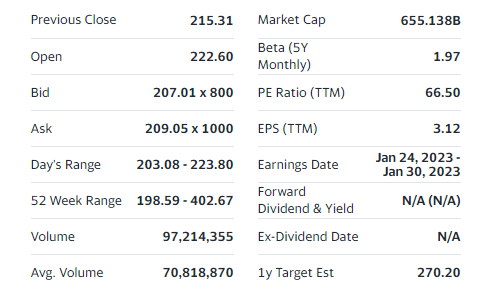 Previous Close 215.31
Open 222.60
Bid 207.01 x 800
Ask 209.05 x 1000
Day's Range 203.08 - 223.80
52 Week Range 198.59 - 402.67
Volume 97,214,355
Avg. Volume 70,818,870
Market Cap 655.138B
Beta (5Y
Monthly) 1.97
PE Ratio (TTM) 66.50
EPS (TTM) 3.12
Earnings Date Jan 24, 2023 -
Jan 30, 2023
Forward
Dividend & Yield N/A (N/A)
Ex-Dividend Date N/A
1y Target Est 270.20